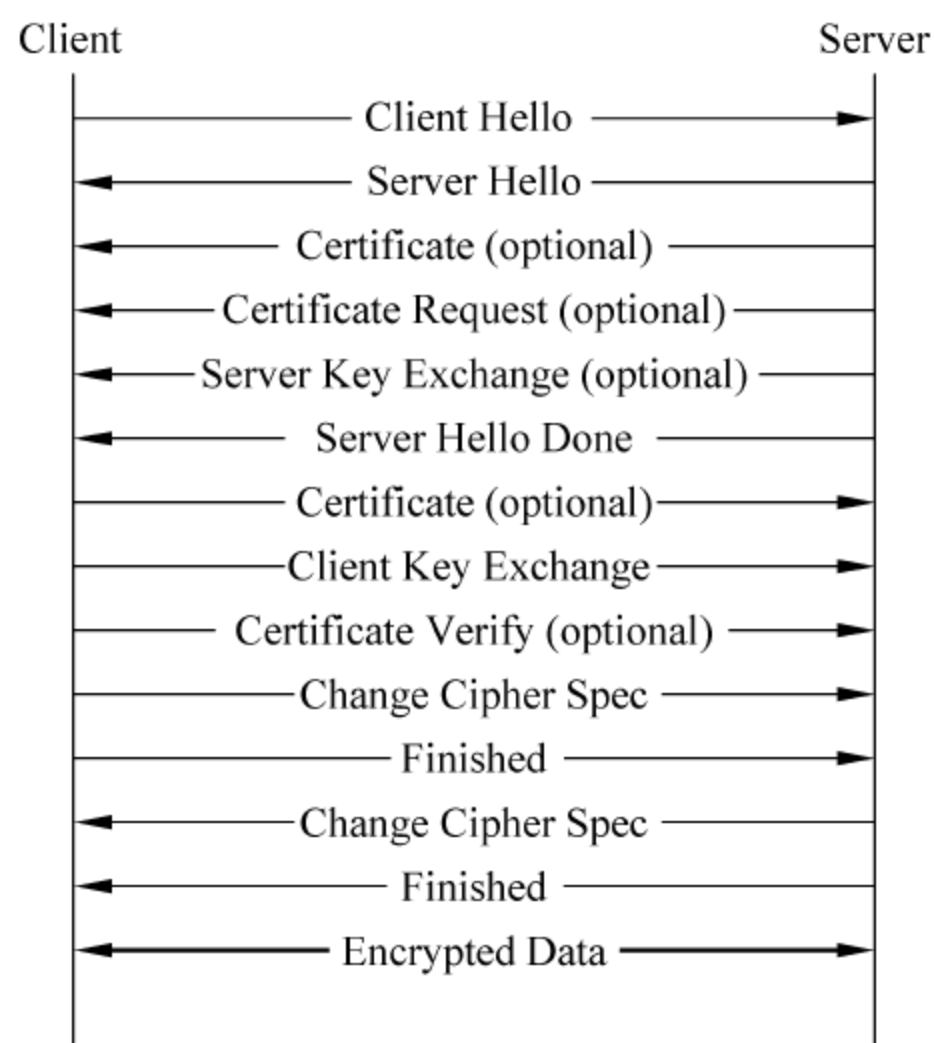 Client
Server
Client Hello
Server Hello
Certificate (optional)
Certificate Request (optional)
Server Key Exchange (optional)
Server Hello Done
Certificate (optional)
Client Key Exchange
Certificate Verify (optional)
Change Cipher Spec
Finished
Change Cipher Spec
Finished
Encrypted Data